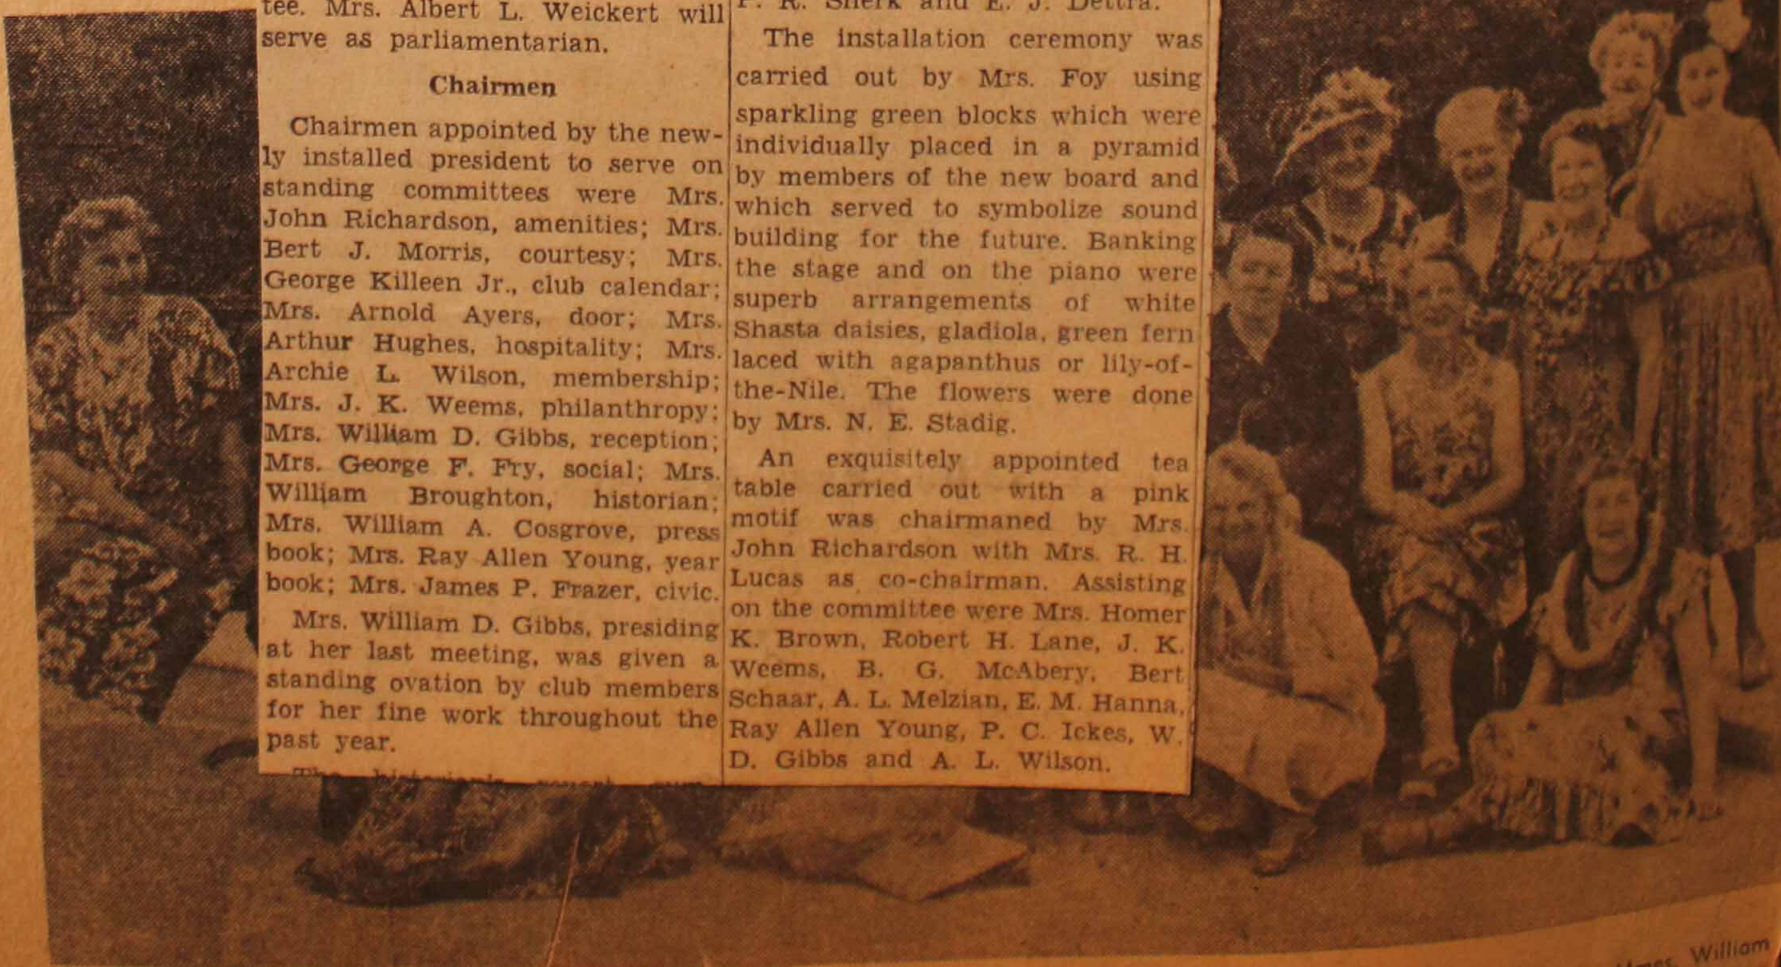 tee. Mrs. Albert L. Weickert will
serve as parliamentarian.
Chairmen
Chairmen appointed by the new-
ly installed president to serve on
standing committees were Mrs.
John Richardson, amenities; Mrs.
Bert J. Morris, courtesy; Mrs.
George Killeen Jr., club calendar;
Mrs. Arnold Ayers, door; Mrs.
Arthur Hughes, hospitality; Mrs.
Archie L. Wilson, membership;
Mrs. J. K. Weems, philanthropy;
Mrs. William D. Gibbs, reception;
Mrs. George F. Fry, social; Mrs.
William Broughton, historian;
Mrs. William A. Cosgrove, press
book; Mrs. Ray Allen Young, year
book; Mrs. James P. Frazer, civic.
Mrs. William D. Gibbs, presiding
at her last meeting, was given a
standing ovation by club members
for her fine work throughout the
past year.
R. Sherk and E. J. Dettra.
The installation ceremony was
carried out by Mrs. Foy using
sparkling green blocks which were
individually placed in a pyramid
by members of the new board and
which served to symbolize sound
building for the future. Banking
the stage and on the piano were
superb arrangements of white
Shasta daisies, gladiola, green fern
laced with agapanthus or lily-of-
the-Nile. The flowers were done
by Mrs. N. E. Stadig.
An exquisitely appointed tea
table carried out with a pink
motif was chairmaned by Mrs.
John Richardson with Mrs. R. H.
Lucas as co-chairman. Assisting
on the committee were Mrs. Homer
K. Brown, Robert H. Lane, J. K.
Weems, B. G. McAbery, Bert
Schaar, A. L. Melzian, E. M. Hanna,
Ray Allen Young, P. C. Ickes, W.
D. Gibbs and A. L. Wilson.
William